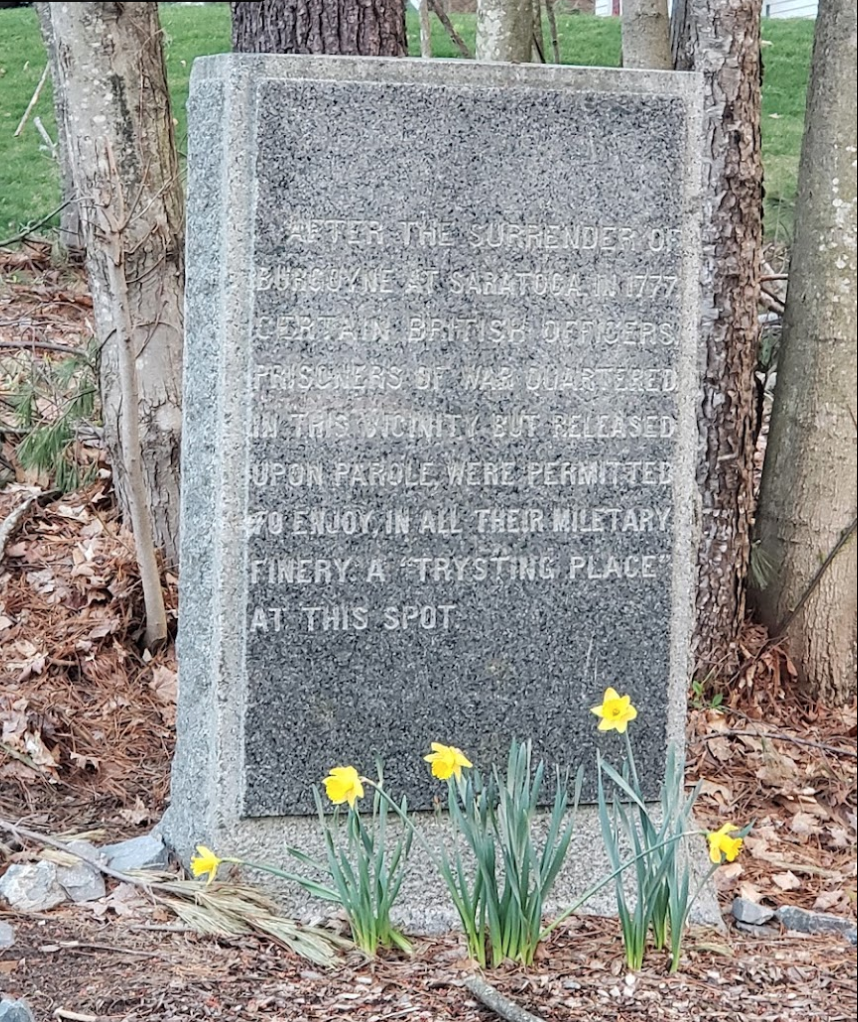 AFTER THE SURRENDER OF
BURGOYNE AT SARATOGA IN 1777
CERTAIN BRITISH OFFICERS,
PRISONERS OF WAR QUARTERED
IN THIS VICINITY BUT RELEASED
UPON PAROLE, WERE PERMITTED
TO ENJOY, IN ALL THEIR MILETARY
FINERY A "TRYSTING PLACE"
AT THIS SPOT